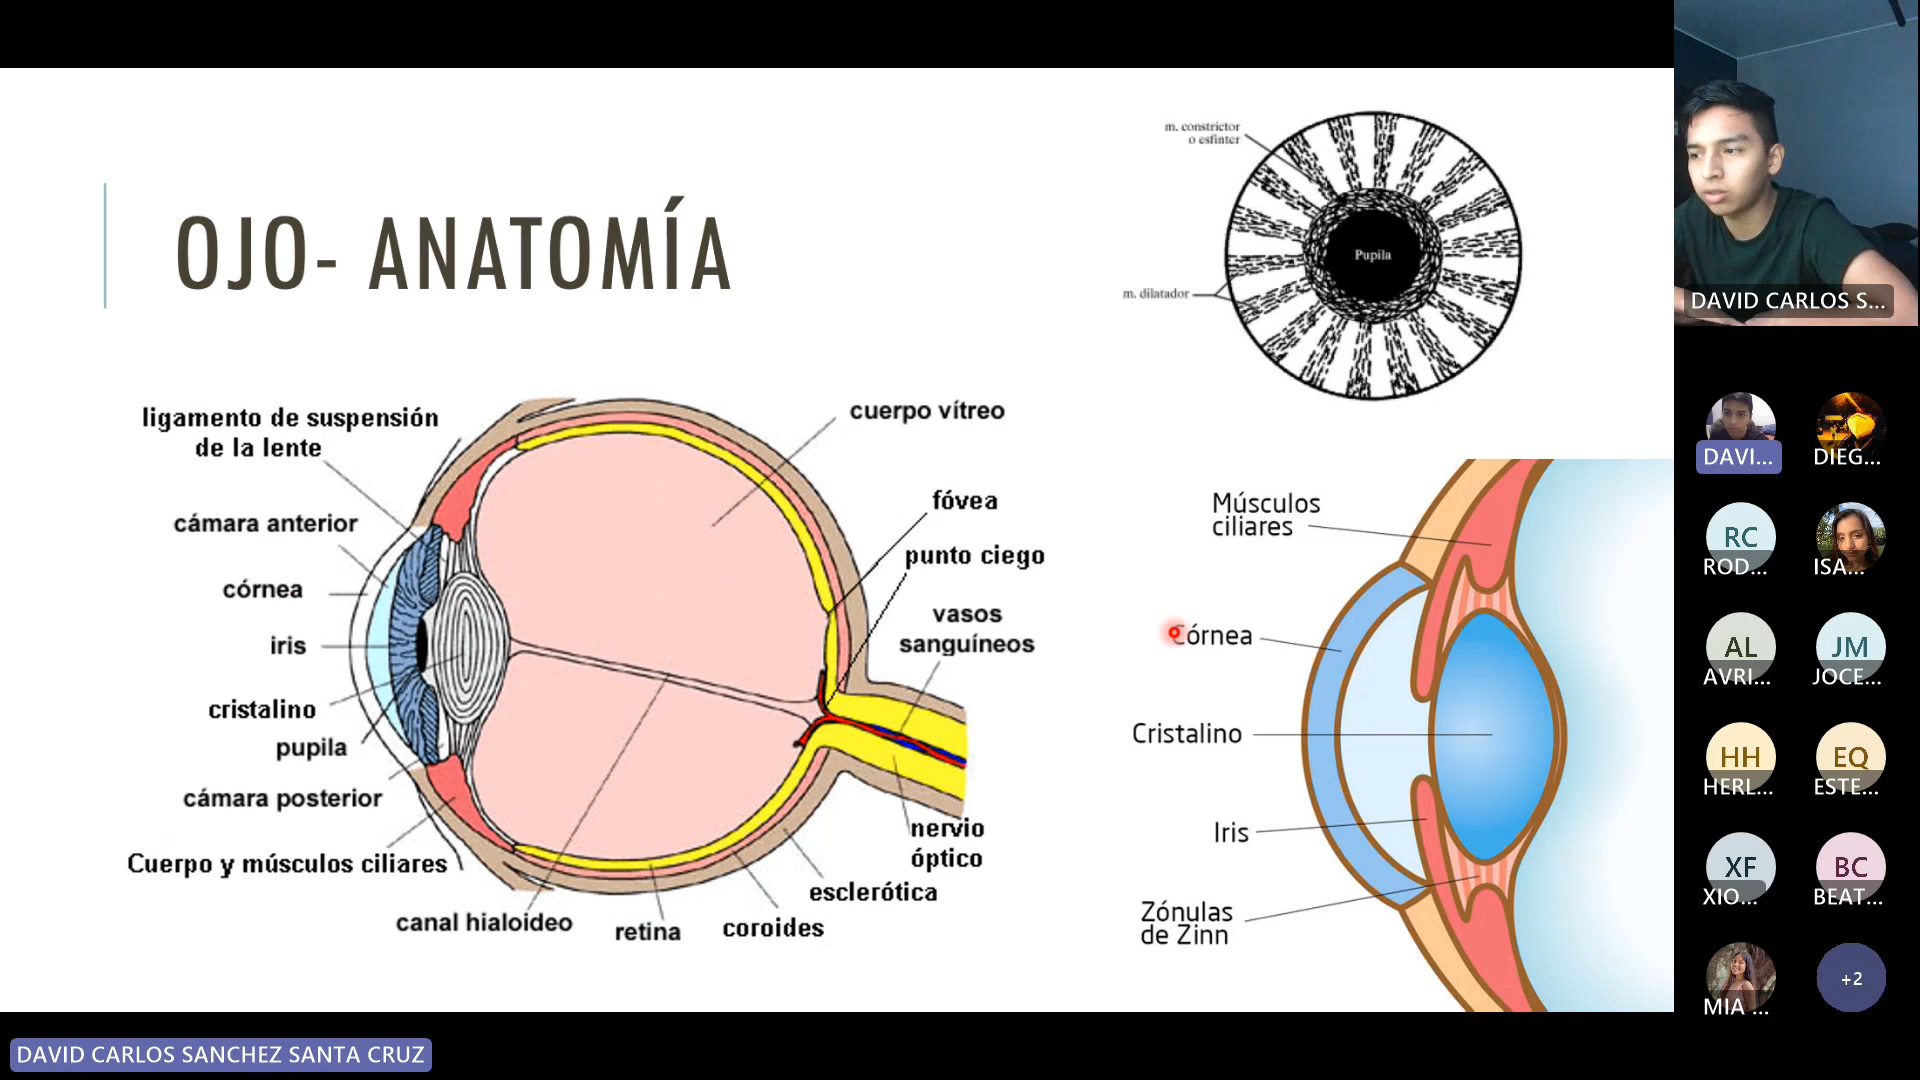 OJO- ANATOMÍA
m. constrictor
o esfinter
Pupila
m. dilatador
ligamento de suspensión
de la lente
cámara anterior
córnea
iris
cristalino
pupila
cámara posterior
Cuerpo y músculos ciliares
canal hialoideo
retina
coroides
esclerótica
nervio
óptico
vasos
sanguíneos
punto ciego
fóvea
cuerpo vítreo
Músculos
ciliares
Córnea
Cristalino
Iris
Zónulas
de Zinn
DAVID CARLOS S...
DAVI...
DIEG...
RC
ROD...
ISA...
AL
AVRI...
JM
JOCE...
HH
HERL...
EQ
ESTE...
XF
XIO...
BC
BEAT...
MIA ...
+2
DAVID CARLOS SANCHEZ SANTA CRUZ